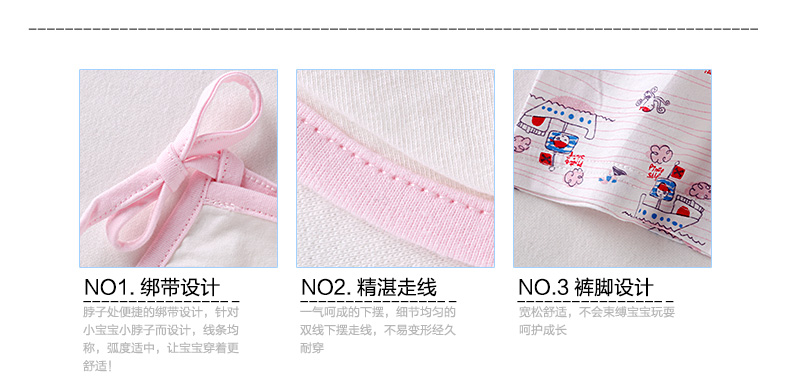 NO1. 绑带设计
脖子处便捷的绑带设计，针对
小宝宝小脖子而设计，线条均
称，弧度适中，让宝宝穿着更
舒适！
NO2. 精湛走线
一气呵成的下摆，细节均匀的
双线下摆走线，不易变形经久
耐穿
NO.3 裤脚设计
宽松舒适，不会束缚宝宝玩耍
呵护成长